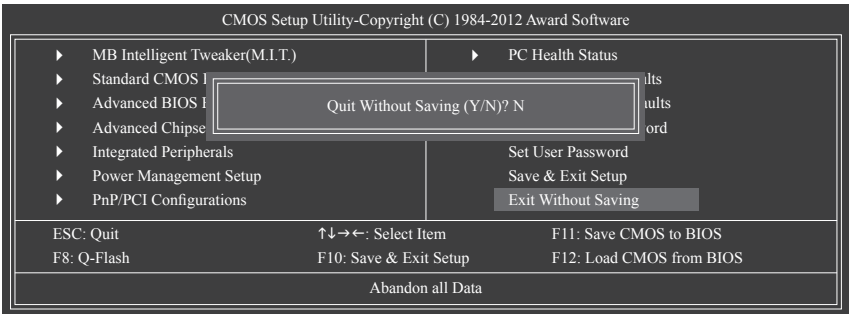 CMOS Setup Utility-Copyright (C) 1984-2012 Award Software
MB Intelligent Tweaker(M.I.T.)
PC Health Status
Standard CMOS
Advanced BIOS
Advanced Chipse
Quit Without Saving (Y/N)? N
Integrated Peripherals
Set User Password
Power Management Setup
Save & Exit Setup
PnP/PCI Configurations
Exit Without Saving
ESC: Quit
↑↓→←: Select Item
F11: Save CMOS to BIOS
F8: Q-Flash
F10: Save & Exit Setup
F12: Load CMOS from BIOS
Abandon all Data